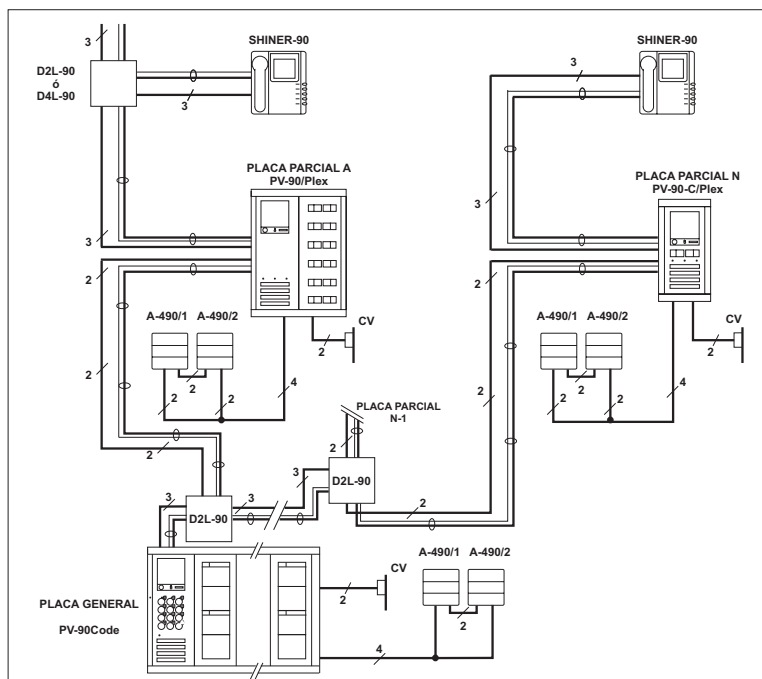 3
SHINER-90
SHINER-90
D2L-90
ó
D4L-90
3
3
PLACA PARCIAL A
PV-90/Plex
PLACA PARCIAL N
PV-90-C/Plex
3
3
2
2
A-490/1
A-490/2
CV
2
A-490/1
A-490/2
CV
2
2
2
2
2
4
2
2
2
2
4
PLACA PARCIAL
N-1
2
2
D2L-90
3
3
3
2
D2L-90
A-490/1
A-490/2
CV
2
2
PLACA GENERAL
PV-90Code
4